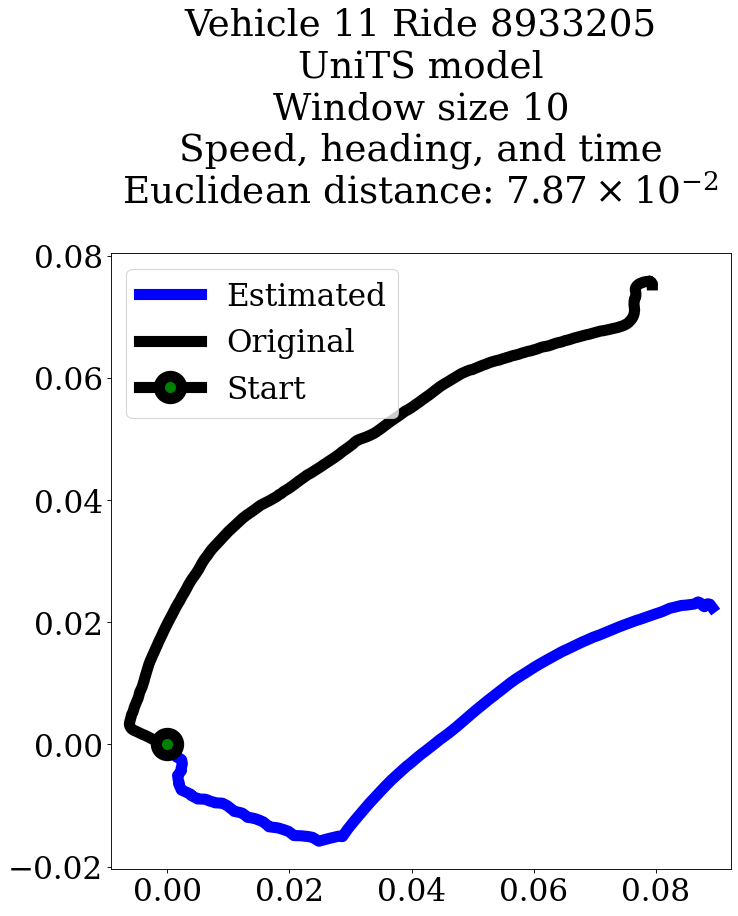 Vehicle 11 Ride 8933205
UniTS model
Window size 10
Speed, heading, and time
Euclidean distance: 7.87 × 10⁻²
0.08
0.06
0.04
0.02
0.00
−0.02
Estimated
Original
Start
0.00 0.02 0.04 0.06 0.08